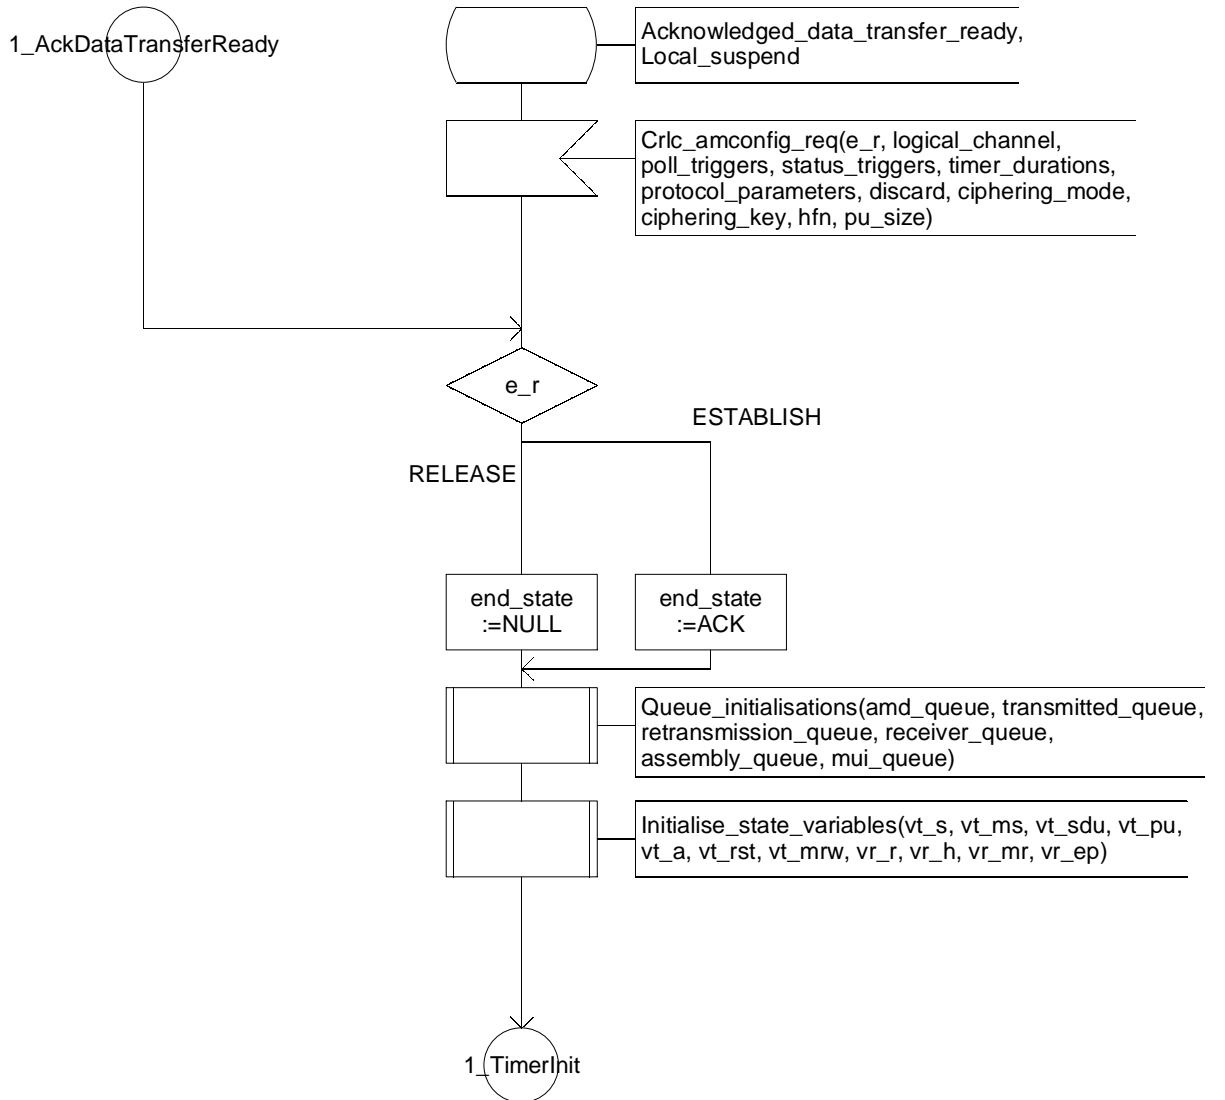 1_AckDataTransferReady
Acknowledged_data_transfer_ready,
Local_suspend
Crlc_amconfig_req(e_r, logical_channel,
poll_triggers, status_triggers, timer_durations,
protocol_parameters, discard, ciphering_mode,
ciphering_key, hfn, pu_size)
e_r
ESTABLISH
RELEASE
end_state
:=NULL
end_state
:=ACK
Queue_initialisations(amd_queue, transmitted_queue,
retransmission_queue, receiver_queue,
assembly_queue, mui_queue)
Initialise_state_variables(vt_s, vt_ms, vt_sdu, vt_pu,
vt_a, vt_rst, vt_mrw, vr_r, vr_h, vr_mr, vr_ep)
1_TimerInit